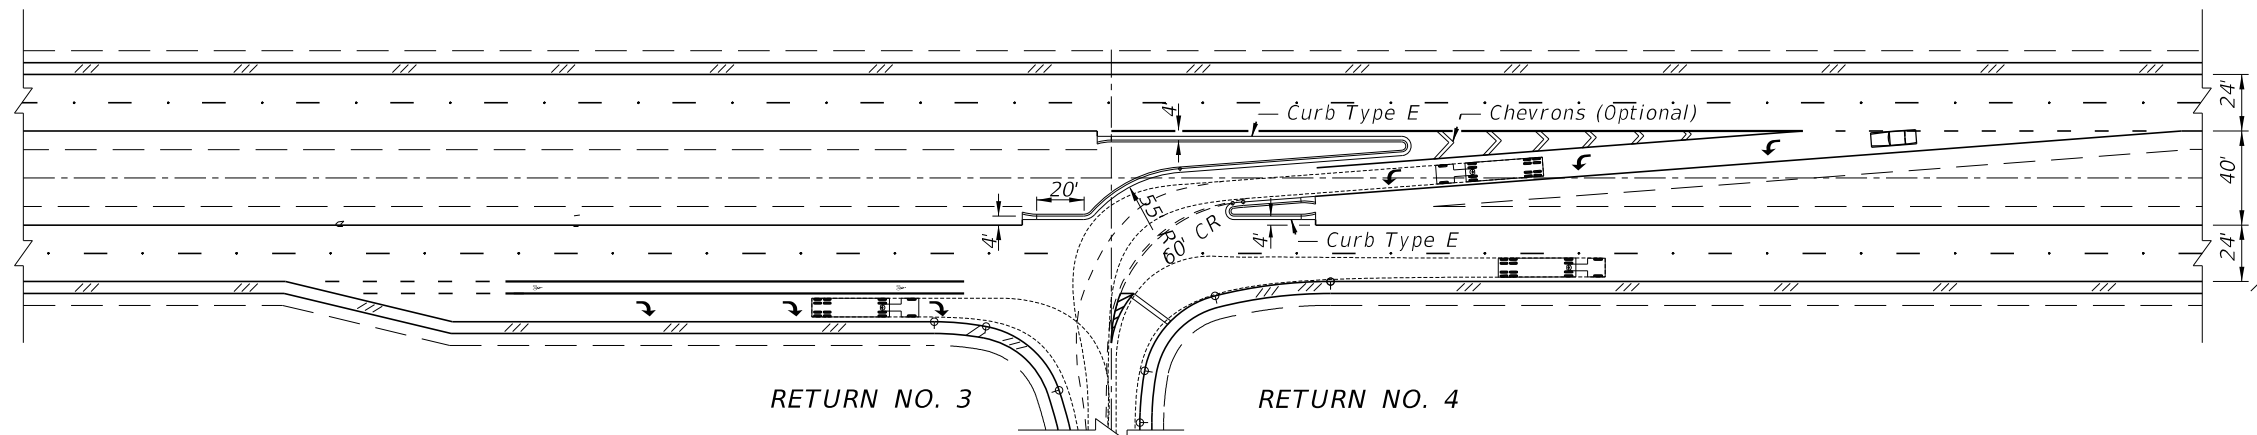 4'
Curb Type E
Chevrons (Optional)
24'
20'
55' R
60' CR
40'
4'
4'
Curb Type E
24'
RETURN NO. 3
RETURN NO. 4